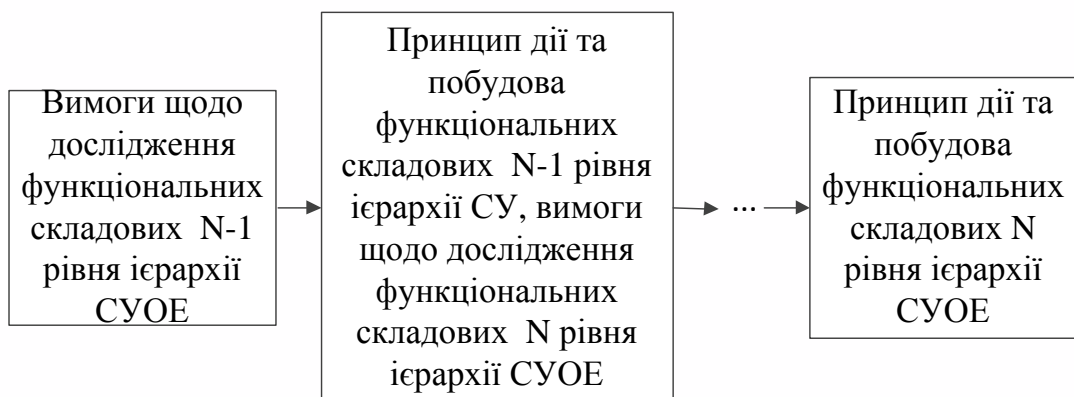 Вимоги щодо
дослідження
функціональних
складових N-1
рівня ієрархії
СУОЕ
Принцип дії та
побудова
функціональних
складових N-1 рівня
ієрархії СУ, вимоги
щодо дослідження
функціональних
складових N рівня
ієрархії СУОЕ
...
Принцип дії та
побудова
функціональних
складових N
рівня ієрархії
СУОЕ